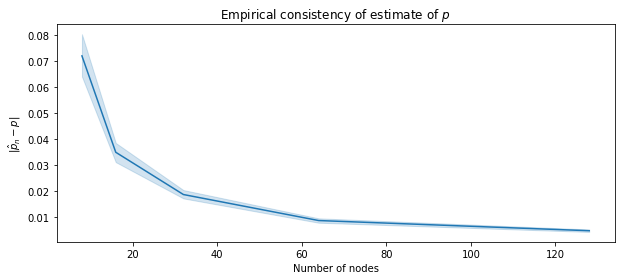 Empirical consistency of estimate of p
|p̂ₙ − p|
0.08
0.07
0.06
0.05
0.04
0.03
0.02
0.01
20 40 60 80 100 120
Number of nodes